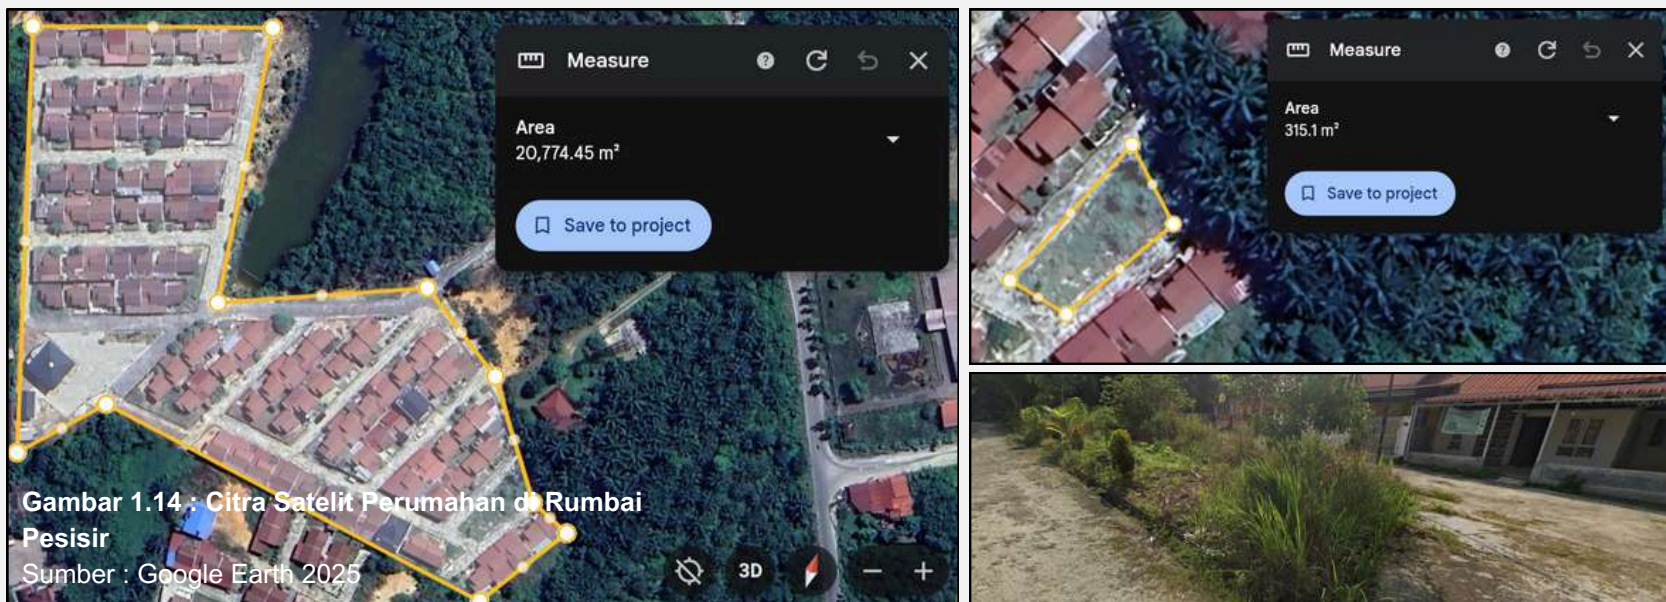 Measure
Area
20,774.45 m²
Save to project
Gambar 1.14 : Citra Satelit Perumahan di Rumbai
Pesisir
Sumber : Google Earth 2025
3D
Measure
Area
315.1 m²
Save to project